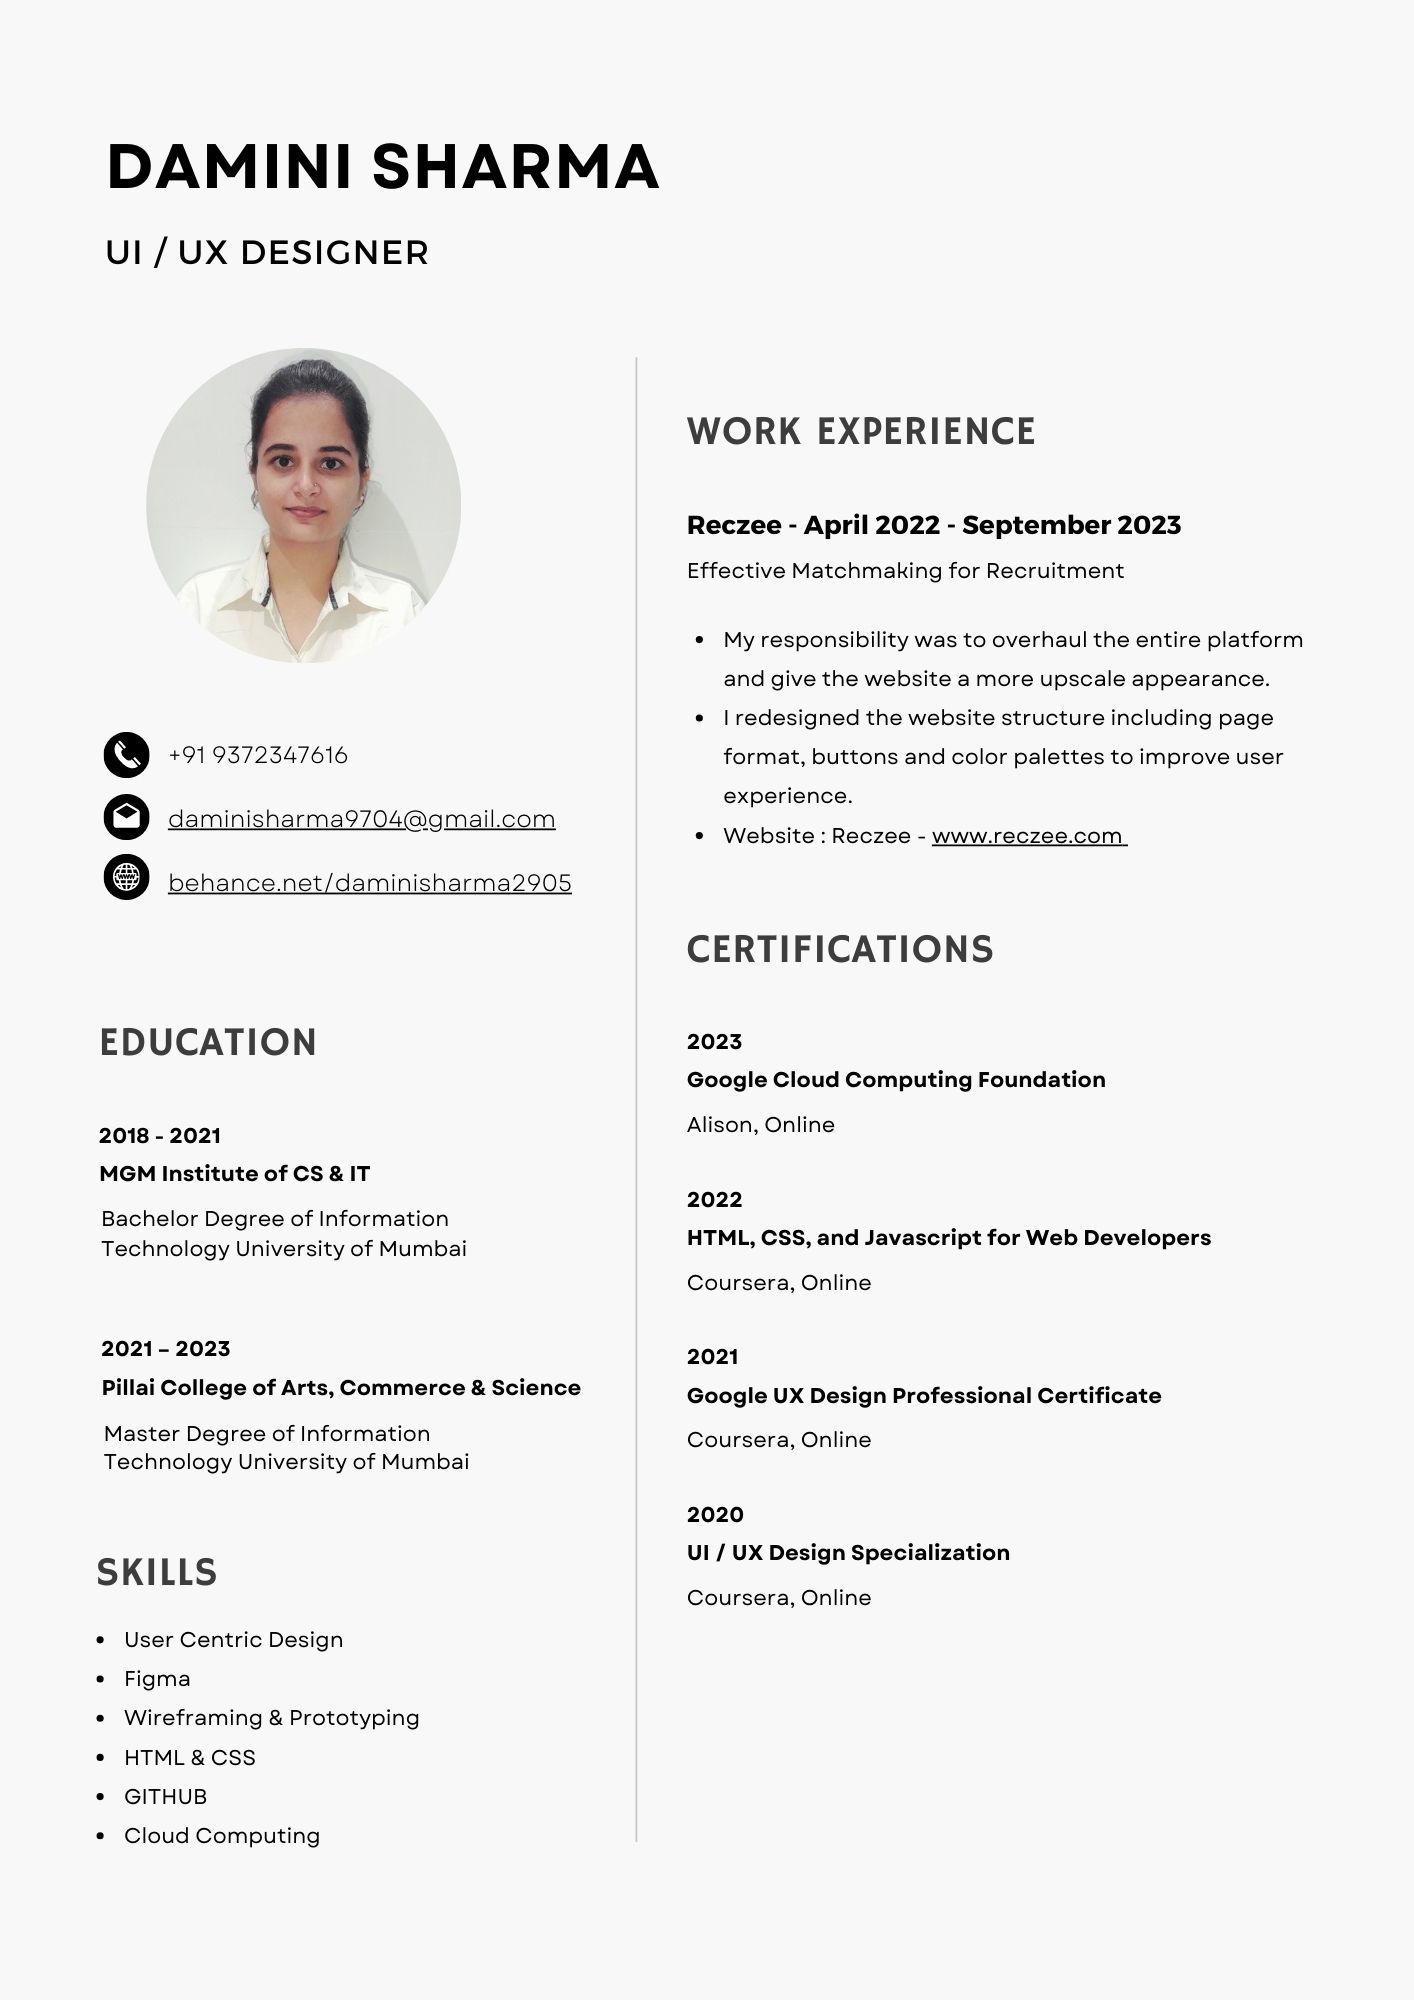 DAMINI SHARMA
UI / UX DESIGNER
+91 9372347616
daminisharma9704@gmail.com
behance.net/daminisharma2905
EDUCATION
2018 - 2021
MGM Institute of CS & IT
Bachelor Degree of Information
Technology University of Mumbai
2021 – 2023
Pillai College of Arts, Commerce & Science
Master Degree of Information
Technology University of Mumbai
SKILLS
• User Centric Design
• Figma
• Wireframing & Prototyping
• HTML & CSS
• GITHUB
• Cloud Computing
WORK EXPERIENCE
Reczee - April 2022 - September 2023
Effective Matchmaking for Recruitment
• My responsibility was to overhaul the entire platform
and give the website a more upscale appearance.
• I redesigned the website structure including page
format, buttons and color palettes to improve user
experience.
• Website : Reczee - www.reczee.com
CERTIFICATIONS
2023
Google Cloud Computing Foundation
Alison, Online
2022
HTML, CSS, and Javascript for Web Developers
Coursera, Online
2021
Google UX Design Professional Certificate
Coursera, Online
2020
UI / UX Design Specialization
Coursera, Online